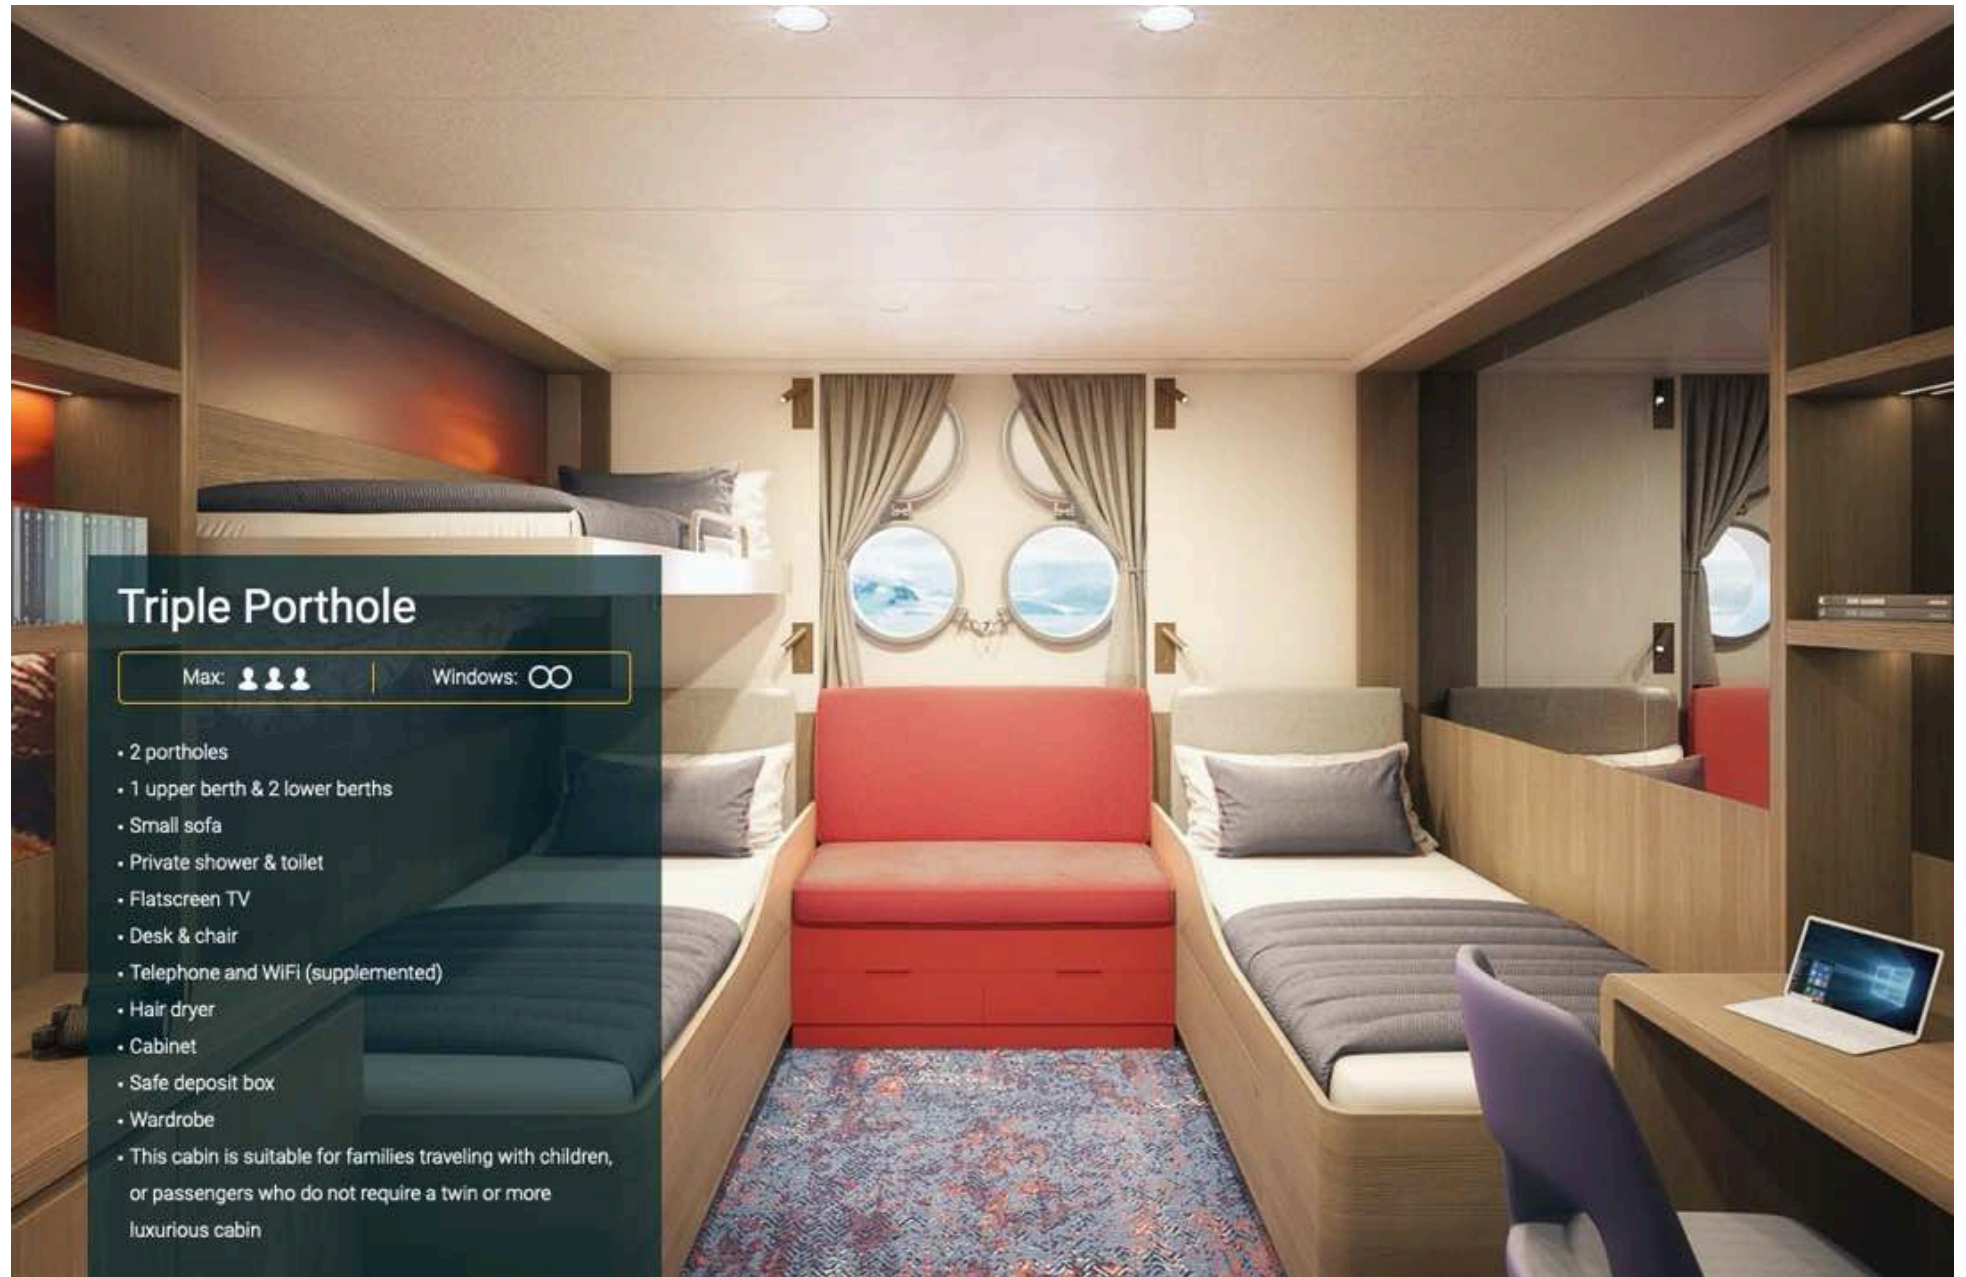 Triple Porthole
Max:
Windows:
• 2 portholes
• 1 upper berth & 2 lower berths
• Small sofa
• Private shower & toilet
• Flatscreen TV
• Desk & chair
• Telephone and WiFi (supplemented)
• Hair dryer
• Cabinet
• Safe deposit box
• Wardrobe
• This cabin is suitable for families traveling with children,
or passengers who do not require a twin or more
luxurious cabin